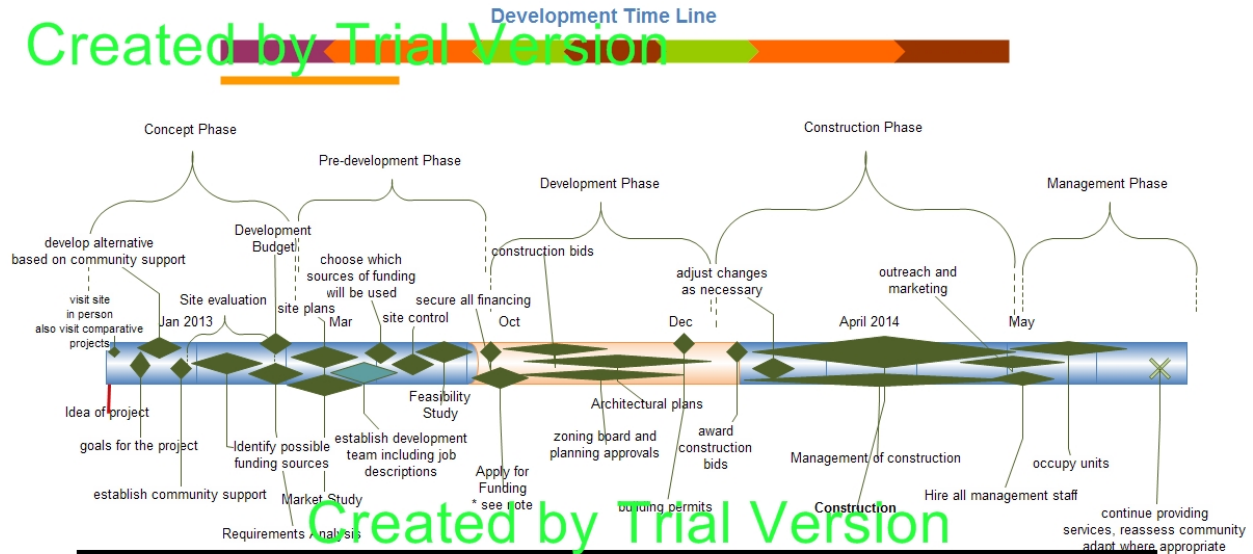 Development Time Line
Created by Trial Version
Concept Phase
Construction Phase
Pre-development Phase
Development Phase
Management Phase
Development
Budget
develop alternative
based on community support
choose which
sources of funding
will be used
construction bids
adjust changes
as necessary
outreach and
marketing
visit site
in person
also visit comparative
projects
Site evaluation
site plans
secure all financing
site control
Jan 2013
Mar
Oct
Dec
April 2014
May
Idea of project
goals for the project
establish community support
Identify possible
funding sources
Market Study
Requirements Analysis
establish development
team including job
descriptions
Feasibility
Study
Apply for
Funding
* see note
Architectural plans
zoning board and
planning approvals
building permits
award
construction
bids
Management of construction
Construction
Hire all management staff
occupy units
continue providing
services, reassess community
adapt where appropriate
Created by Trial Version